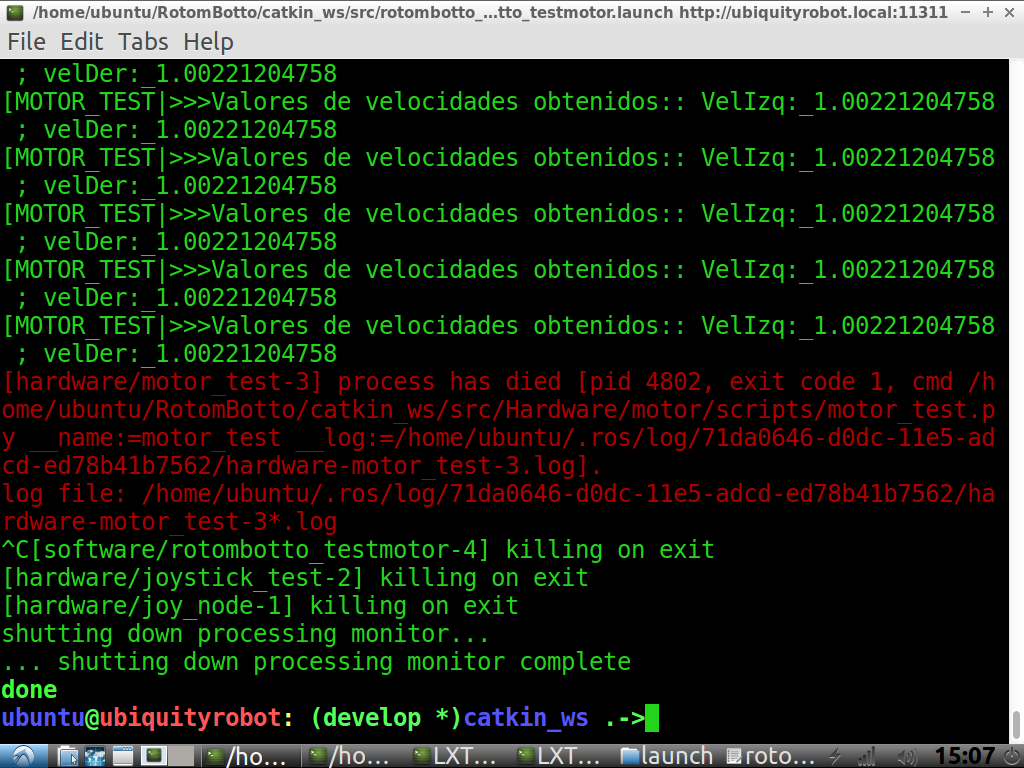 /home/ubuntu/RotomBotto/catkin_ws/src/rotombotto_...tto_testmotor.launch http://ubiquityrobot.local:11311
File Edit Tabs Help
; velDer:_1.00221204758
[MOTOR_TEST|>>>Valores de velocidades obtenidos:: VelIzq:_1.00221204758
; velDer:_1.00221204758
[MOTOR_TEST|>>>Valores de velocidades obtenidos:: VelIzq:_1.00221204758
; velDer:_1.00221204758
[MOTOR_TEST|>>>Valores de velocidades obtenidos:: VelIzq:_1.00221204758
; velDer:_1.00221204758
[MOTOR_TEST|>>>Valores de velocidades obtenidos:: VelIzq:_1.00221204758
; velDer:_1.00221204758
[MOTOR_TEST|>>>Valores de velocidades obtenidos:: VelIzq:_1.00221204758
; velDer:_1.00221204758
[hardware/motor_test-3] process has died [pid 4802, exit code 1, cmd /h
ome/ubuntu/RotomBotto/catkin_ws/src/Hardware/motor/scripts/motor_test.p
y __name:=motor_test __log:=/home/ubuntu/.ros/log/71da0646-d0dc-11e5-ad
cd-ed78b41b7562/hardware-motor_test-3.log].
log file: /home/ubuntu/.ros/log/71da0646-d0dc-11e5-adcd-ed78b41b7562/ha
rdware-motor_test-3*.log
^C[software/rotombotto_testmotor-4] killing on exit
[hardware/joystick_test-2] killing on exit
[hardware/joy_node-1] killing on exit
shutting down processing monitor...
... shutting down processing monitor complete
done
ubuntu@ubiquityrobot: (develop *)catkin_ws .->
/ho... /ho... LXT... LXT... launch roto... 15:07